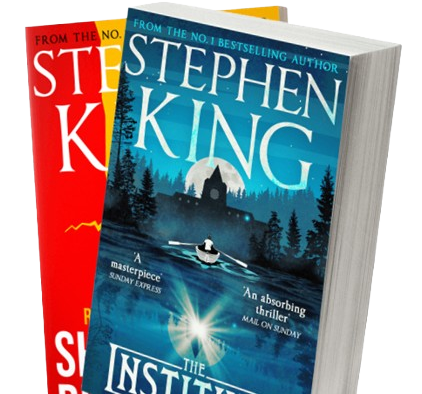 FROM THE NO.
STE
K
FROM THE NO.1 BESTSELLING AUTHOR
STEPHEN
KING
'A
masterpiece'
SUNDAY EXPRESS
'An absorbing
thriller'
MAIL ON SUNDAY
THE